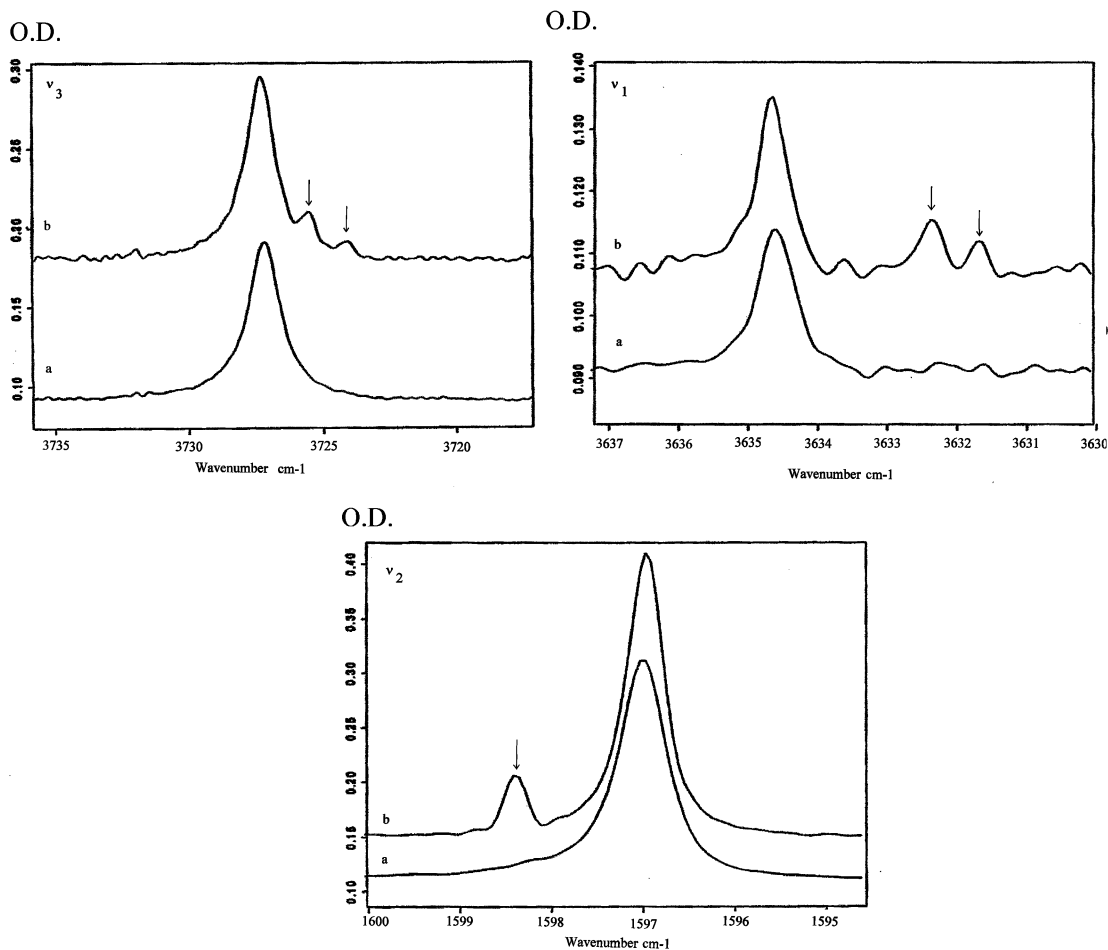 O.D.
ν3
0.30
0.25
0.20
0.15
0.10
b
a
3735 3730 3725 3720
Wavenumber cm-1
O.D.
ν1
0.140
0.130
0.120
0.110
0.100
0.090
b
a
3637 3636 3635 3634 3633 3632 3631 3630
Wavenumber cm-1
O.D.
ν2
0.40
0.35
0.30
0.25
0.20
0.15
0.10
b
a
1600 1599 1598 1597 1596 1595
Wavenumber cm-1